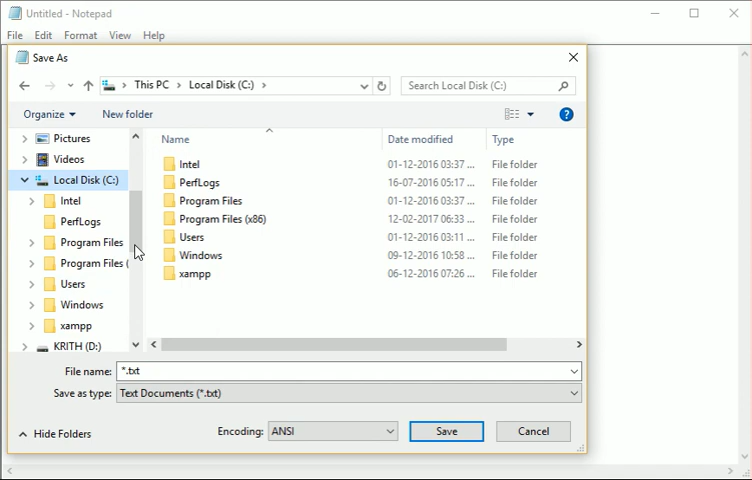 Untitled - Notepad
File Edit Format View Help
Save As
This PC Local Disk (C:)
Search Local Disk (C:)
Organize New folder
Pictures
Videos
Local Disk (C:)
Intel
PerfLogs
Program Files
Program Files (
Users
Windows
xampp
KRITH (D:)
Name Date modified Type
Intel 01-12-2016 03:37 ... File folder
PerfLogs 16-07-2016 05:17 ... File folder
Program Files 01-12-2016 03:37 ... File folder
Program Files (x86) 12-02-2017 06:33 ... File folder
Users 01-12-2016 03:11 ... File folder
Windows 09-12-2016 10:58 ... File folder
xampp 06-12-2016 07:26 ... File folder
File name: *.txt
Save as type: Text Documents (*.txt)
Hide Folders Encoding: ANSI Save Cancel